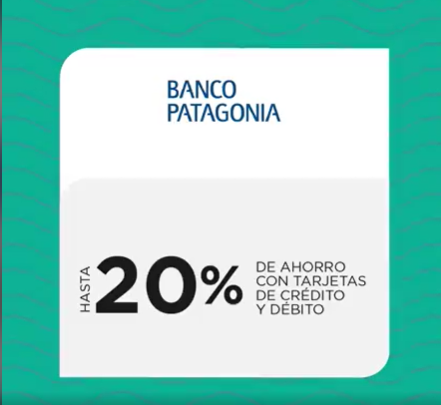 BANCO
PATAGONIA
HASTA
20%
DE AHORRO
CON TARJETAS
DE CRÉDITO
Y DÉBITO